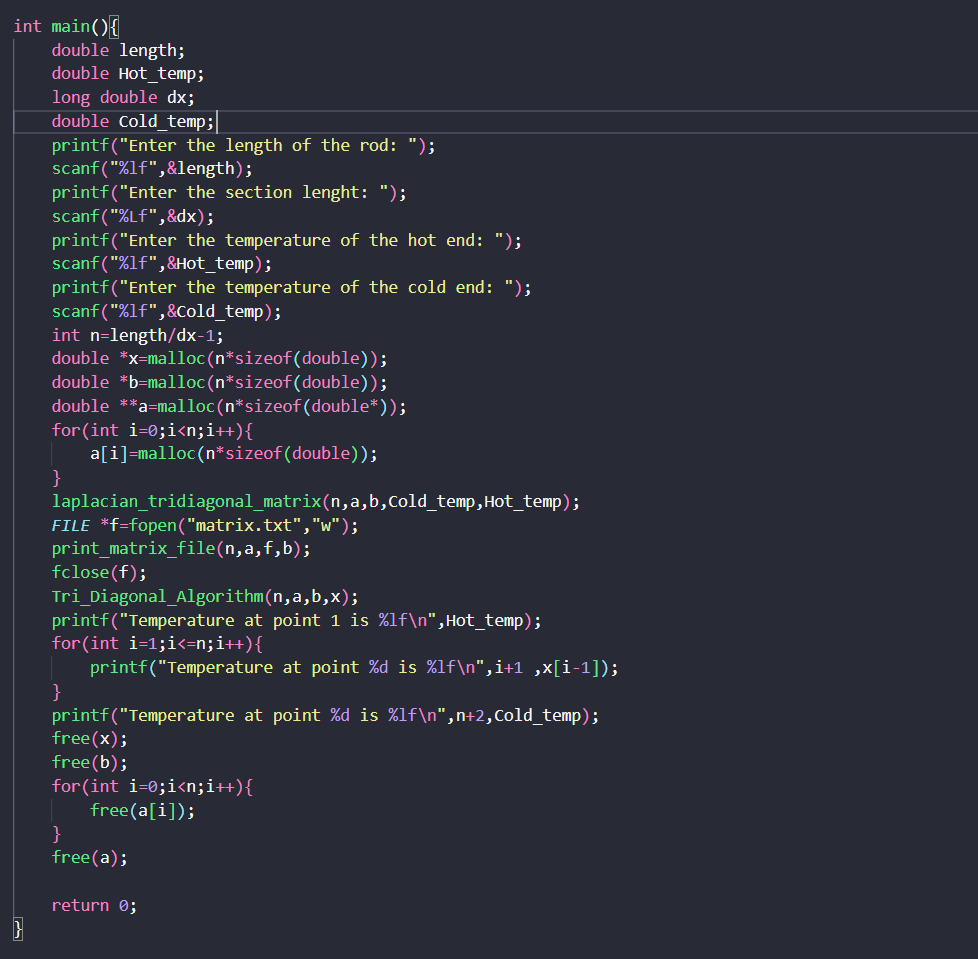 int main(){
    double length;
    double Hot_temp;
    long double dx;
    double Cold_temp;
    printf("Enter the length of the rod: ");
    scanf("%lf",&length);
    printf("Enter the section lenght: ");
    scanf("%Lf",&dx);
    printf("Enter the temperature of the hot end: ");
    scanf("%lf",&Hot_temp);
    printf("Enter the temperature of the cold end: ");
    scanf("%lf",&Cold_temp);
    int n=length/dx-1;
    double *x=malloc(n*sizeof(double));
    double *b=malloc(n*sizeof(double));
    double **a=malloc(n*sizeof(double*));
    for(int i=0;i<n;i++){
        a[i]=malloc(n*sizeof(double));
    }
    laplacian_tridiagonal_matrix(n,a,b,Cold_temp,Hot_temp);
    FILE *f=fopen("matrix.txt","w");
    print_matrix_file(n,a,f,b);
    fclose(f);
    Tri_Diagonal_Algorithm(n,a,b,x);
    printf("Temperature at point 1 is %lf\n",Hot_temp);
    for(int i=1;i<=n;i++){
        printf("Temperature at point %d is %lf\n",i+1 ,x[i-1]);
    }
    printf("Temperature at point %d is %lf\n",n+2,Cold_temp);
    free(x);
    free(b);
    for(int i=0;i<n;i++){
        free(a[i]);
    }
    free(a);

    return 0;
}